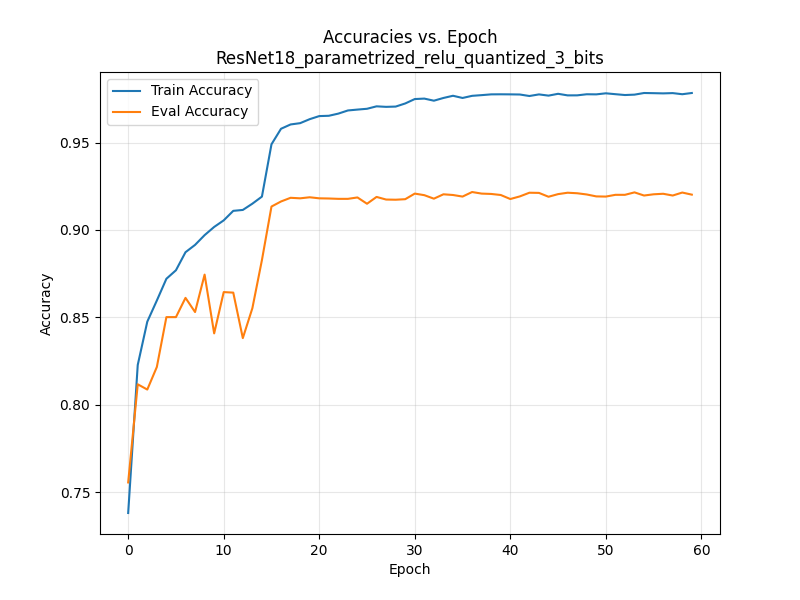 Accuracies vs. Epoch
ResNet18_parametrized_relu_quantized_3_bits
Train Accuracy
Eval Accuracy
0.95
0.90
0.85
0.80
0.75
Accuracy
0 10 20 30 40 50 60
Epoch